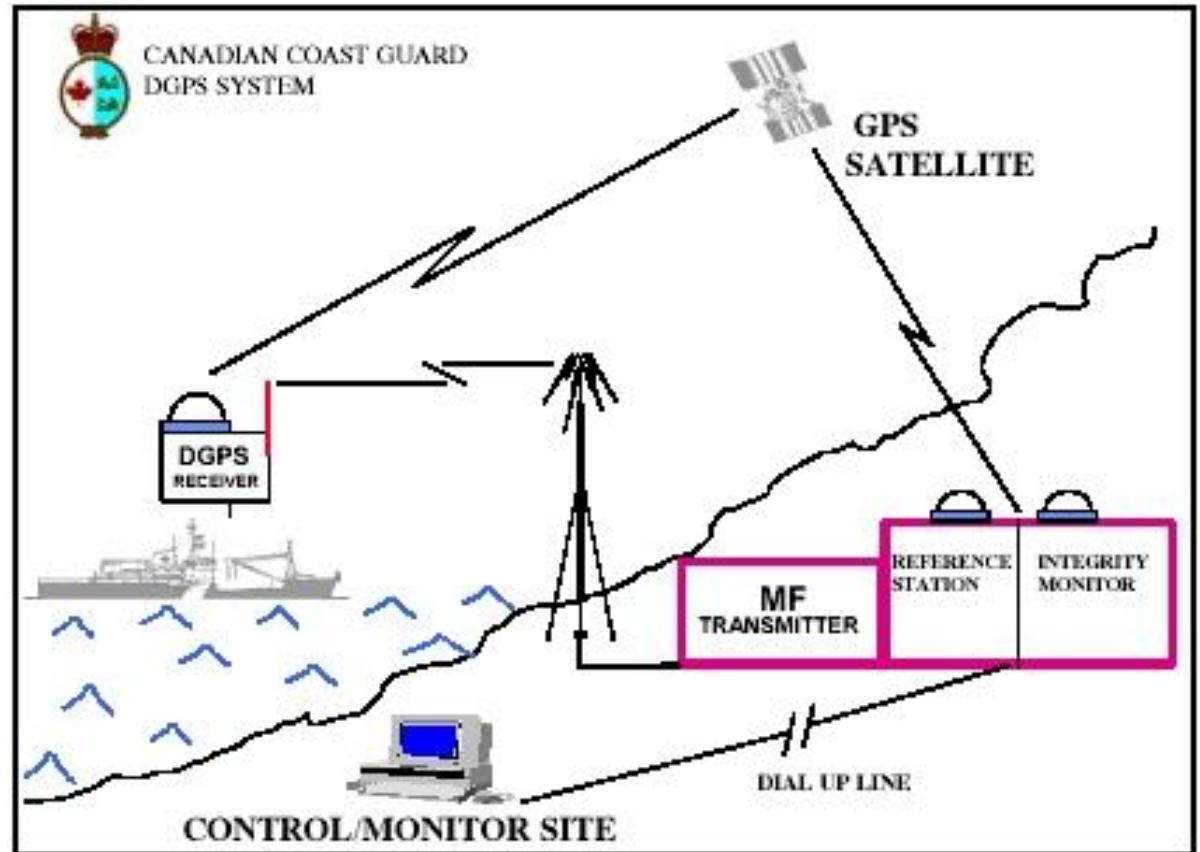 CANADIAN COAST GUARD
DGPS SYSTEM
GPS
SATELLITE
DGPS
RECEIVER
REFERENCE
STATION
INTEGRITY
MONITOR
MF
TRANSMITTER
DIAL UP LINE
CONTROL/MONITOR SITE